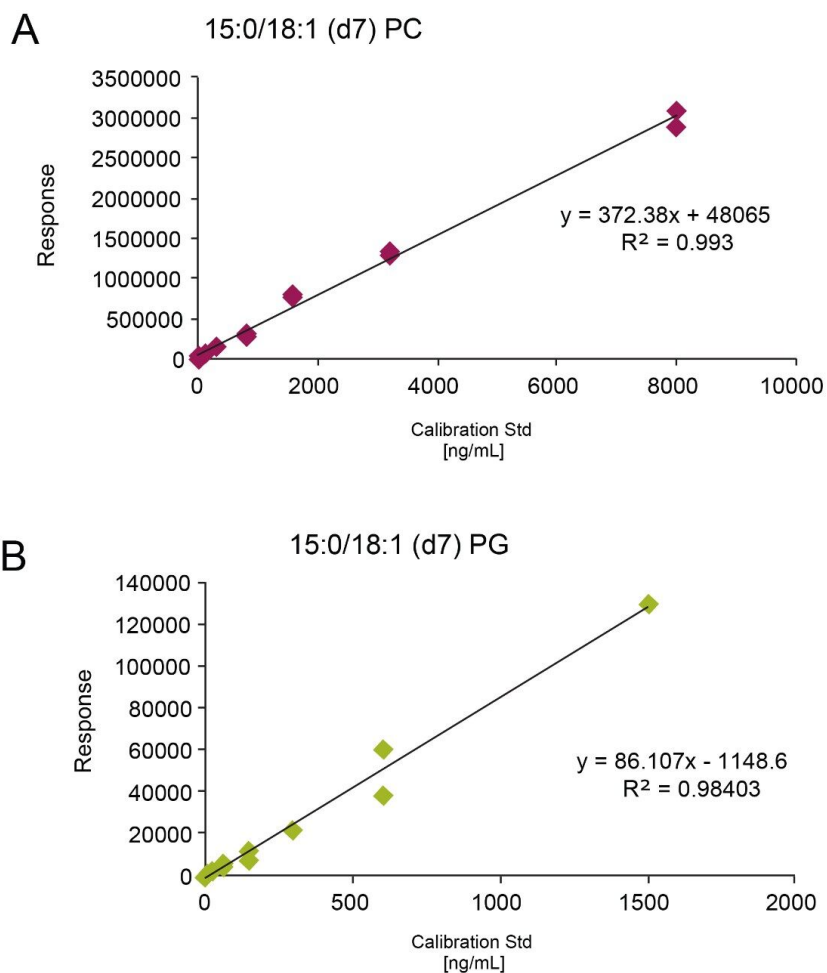 A
15:0/18:1 (d7) PC
3500000
3000000
2500000
2000000
1500000
1000000
500000
0
Response
y = 372.38x + 48065
R² = 0.993
0 2000 4000 6000 8000 10000
Calibration Std
[ng/mL]
B
15:0/18:1 (d7) PG
140000
120000
100000
80000
60000
40000
20000
0
Response
y = 86.107x - 1148.6
R² = 0.98403
0 500 1000 1500 2000
Calibration Std
[ng/mL]